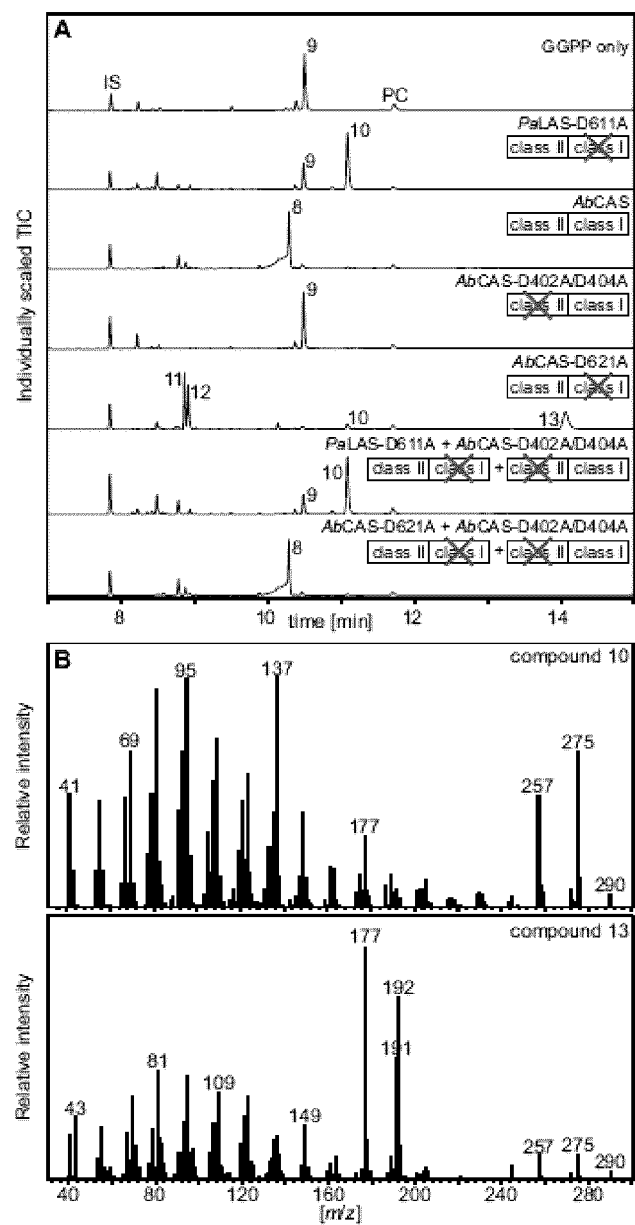 A
GGPP only
IS
9
PC
PaLAS-D611A
class II class I
9
10
AbCAS
class II class I
8
AbCAS-D402A/D404A
class II class I
9
AbCAS-D621A
class II class I
11
12
10
13
PaLAS-D611A + AbCAS-D402A/D404A
class II class I + class II class I
10
9
AbCAS-D621A + AbCAS-D402A/D404A
class II class I + class II class I
8
Individually scaled TIC
8 10 12 14
time [min]
B
compound 10
Relative intensity
41
69
95
137
177
257
275
290
compound 13
Relative intensity
43
81
109
149
177
191
192
257
275
290
40 80 120 160 200 240 280
[m/z]